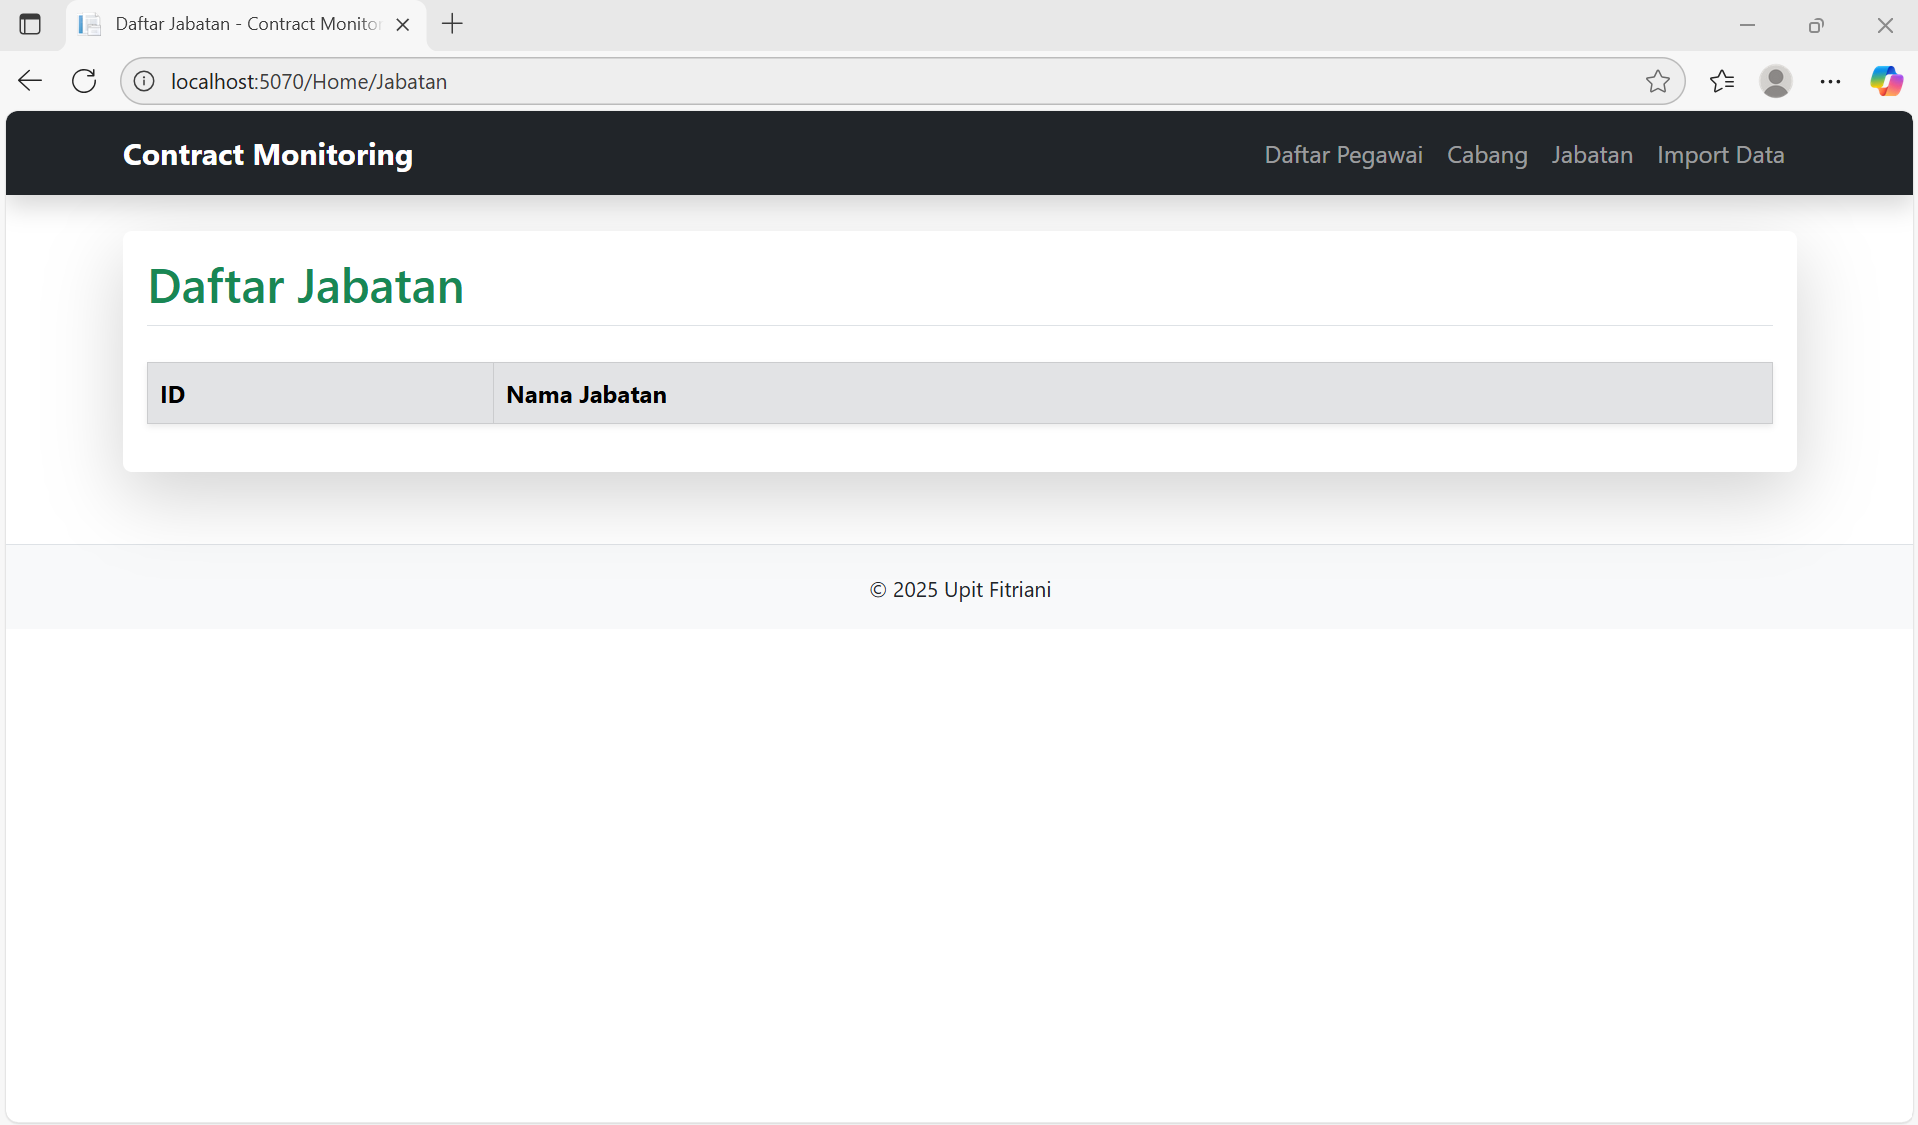 Daftar Jabatan - Contract Monitor
localhost:5070/Home/Jabatan
Contract Monitoring
Daftar Pegawai Cabang Jabatan Import Data
Daftar Jabatan
ID Nama Jabatan
© 2025 Upit Fitriani